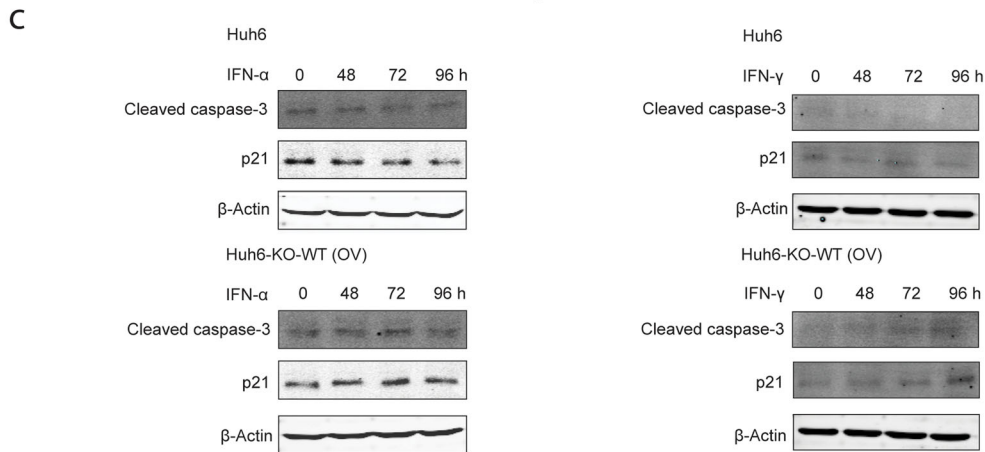 C
Huh6
IFN-α 0 48 72 96 h
Cleaved caspase-3
p21
β-Actin
Huh6-KO-WT (OV)
IFN-α 0 48 72 96 h
Cleaved caspase-3
p21
β-Actin
Huh6
IFN-γ 0 48 72 96 h
Cleaved caspase-3
p21
β-Actin
Huh6-KO-WT (OV)
IFN-γ 0 48 72 96 h
Cleaved caspase-3
p21
β-Actin